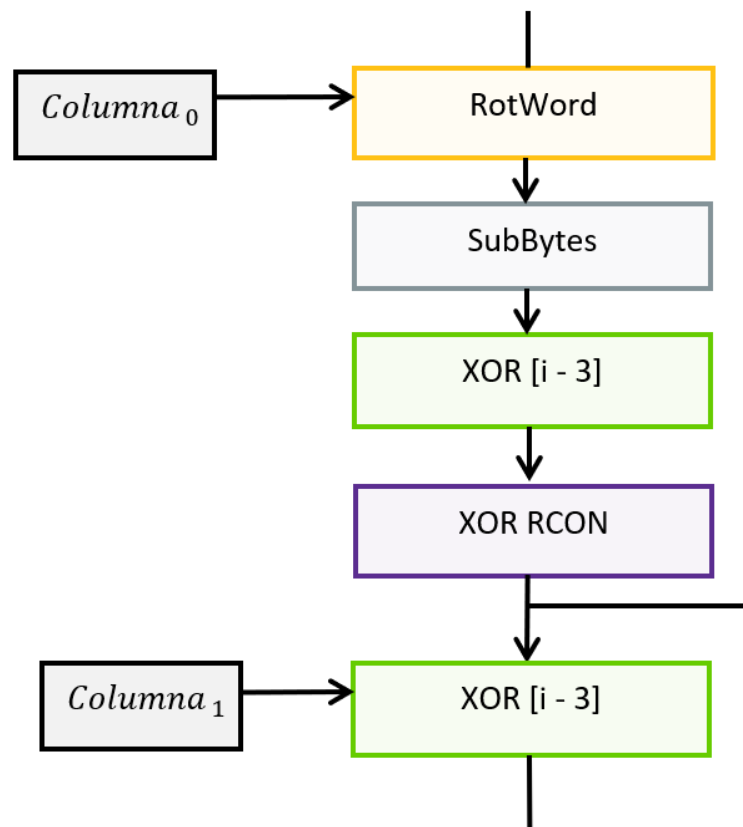 Columna 0
RotWord
SubBytes
XOR [i - 3]
XOR RCON
Columna 1
XOR [i - 3]